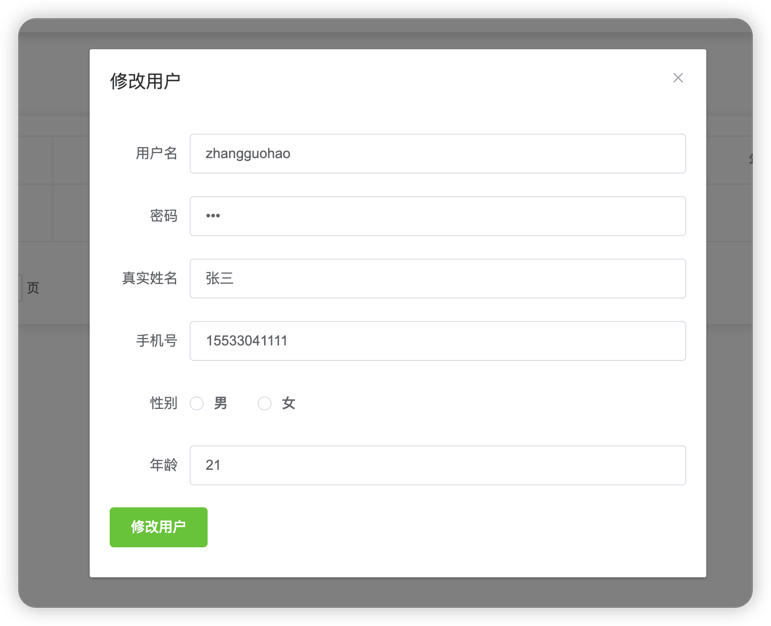 修改用户
用户名 zhangguohao
密码 •••
真实姓名 张三
页
手机号 15533041111
性别 男 女
年龄 21
修改用户